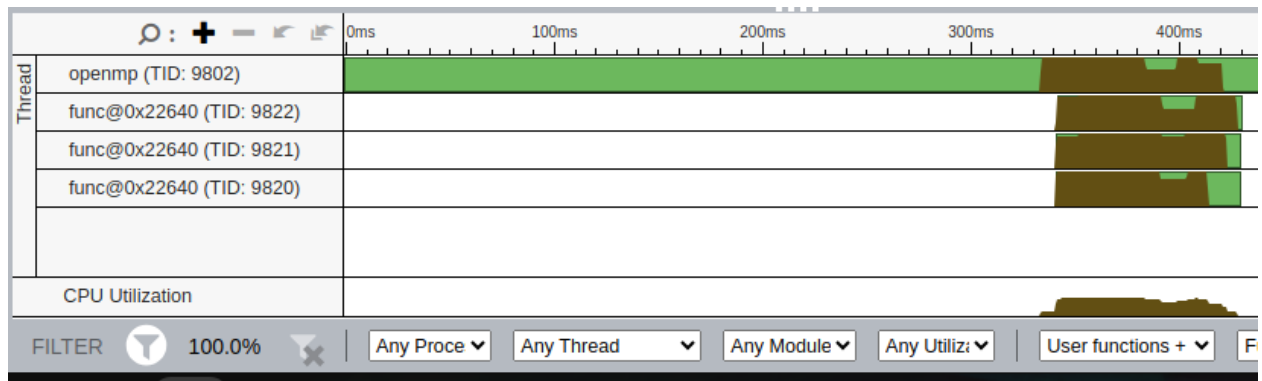 : + − 0ms 100ms 200ms 300ms 400ms
Thread
openmp (TID: 9802)
func@0x22640 (TID: 9822)
func@0x22640 (TID: 9821)
func@0x22640 (TID: 9820)
CPU Utilization
FILTER 100.0% Any Proce Any Thread Any Module Any Utiliz User functions + F